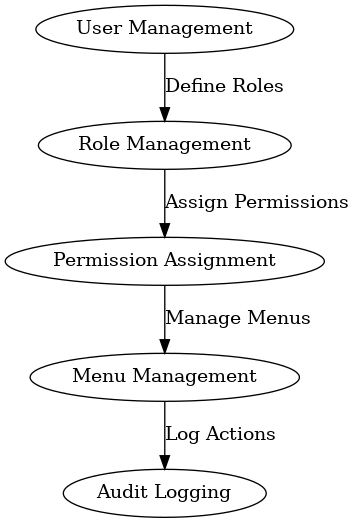 User Management
Define Roles
Role Management
Assign Permissions
Permission Assignment
Manage Menus
Menu Management
Log Actions
Audit Logging